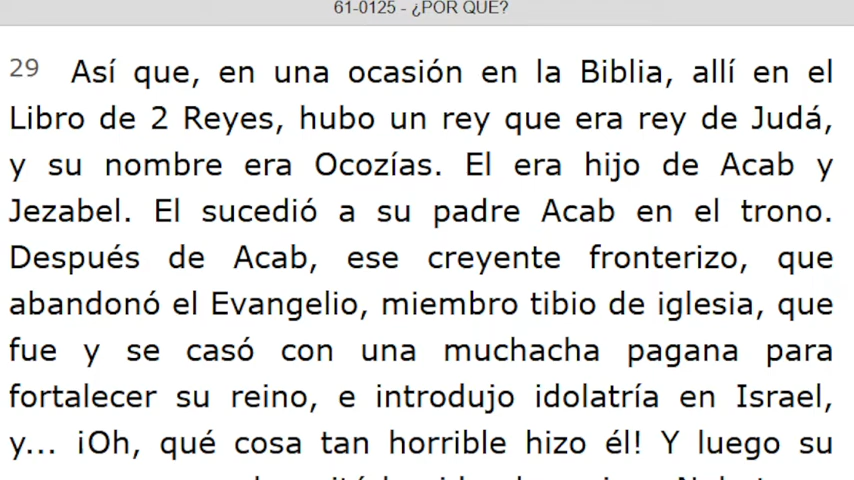 61-0125 - ¿POR QUE?
29 Así que, en una ocasión en la Biblia, allí en el
Libro de 2 Reyes, hubo un rey que era rey de Judá,
y su nombre era Ocozías. El era hijo de Acab y
Jezabel. El sucedió a su padre Acab en el trono.
Después de Acab, ese creyente fronterizo, que
abandonó el Evangelio, miembro tibio de iglesia, que
fue y se casó con una muchacha pagana para
fortalecer su reino, e introdujo idolatría en Israel,
y... ¡Oh, qué cosa tan horrible hizo él! Y luego su